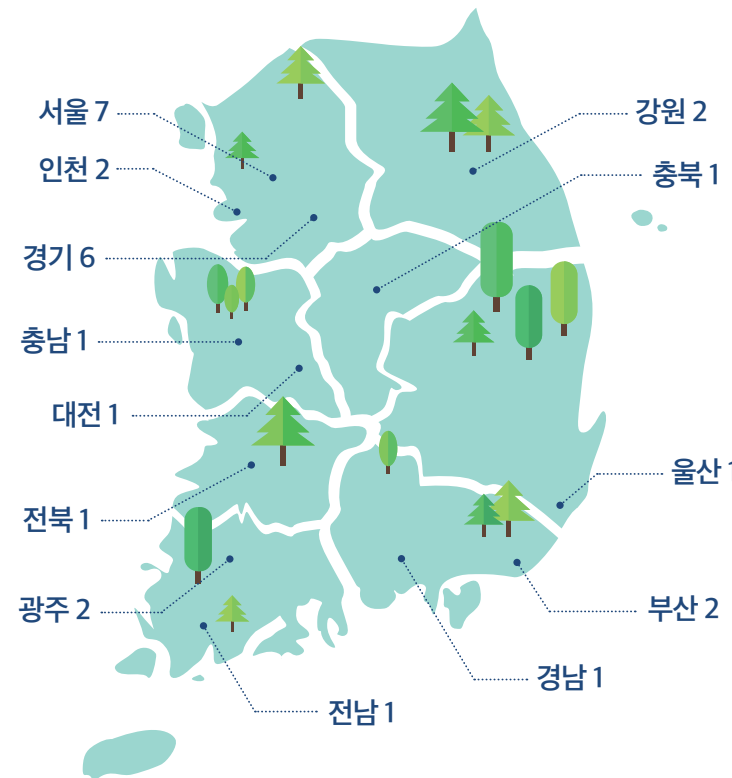 서울 7
인천 2
경기 6
충남 1
대전 1
전북 1
광주 2
전남 1
강원 2
충북 1
울산 1
부산 2
경남 1